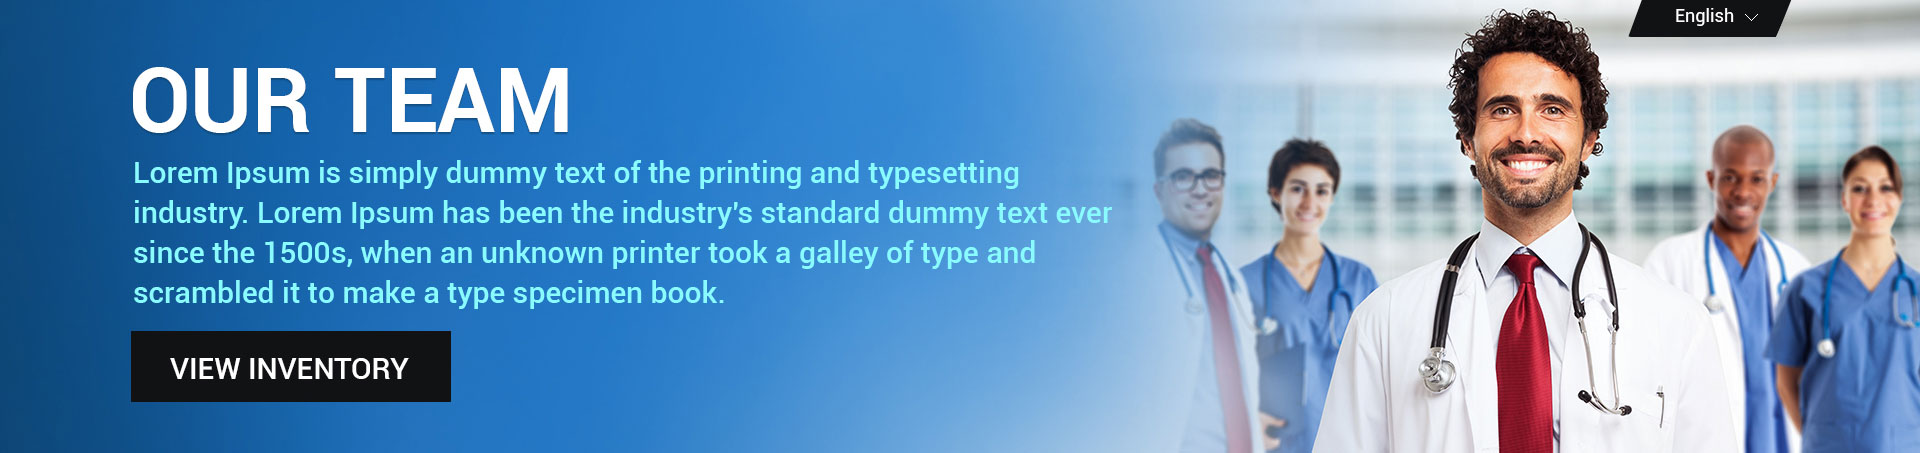 English
OUR TEAM
Lorem Ipsum is simply dummy text of the printing and typesetting
industry. Lorem Ipsum has been the industry's standard dummy text ever
since the 1500s, when an unknown printer took a galley of type and
scrambled it to make a type specimen book.
VIEW INVENTORY